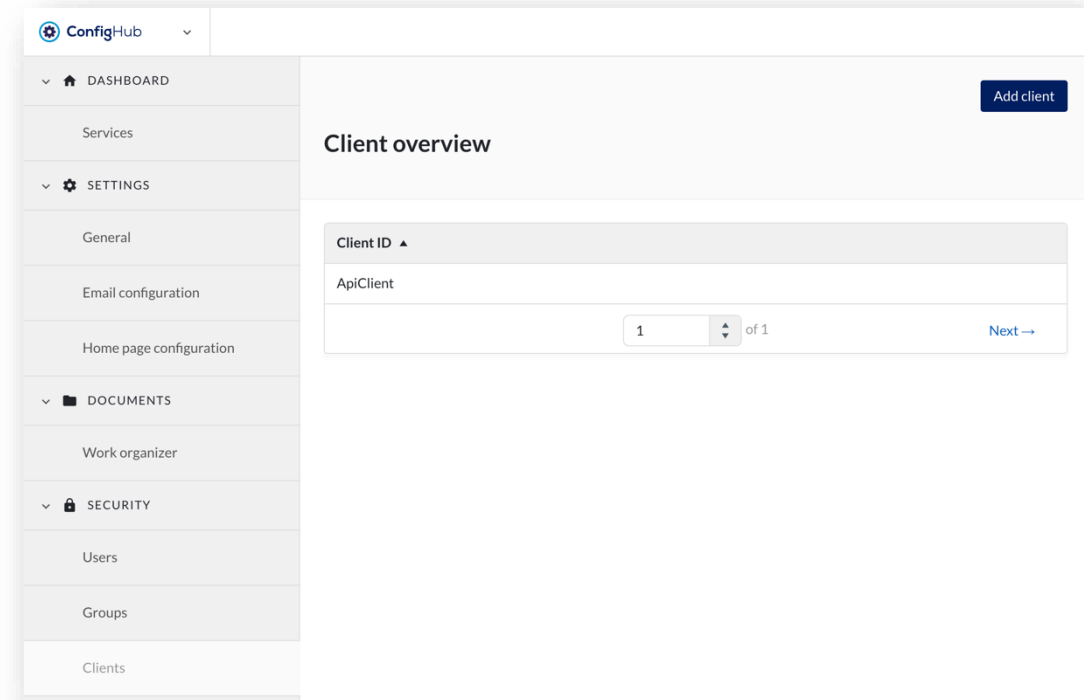 ConfigHub
DASHBOARD
Services
SETTINGS
General
Email configuration
Home page configuration
DOCUMENTS
Work organizer
SECURITY
Users
Groups
Clients
Add client
Client overview
Client ID ▲
ApiClient
1 of 1
Next →